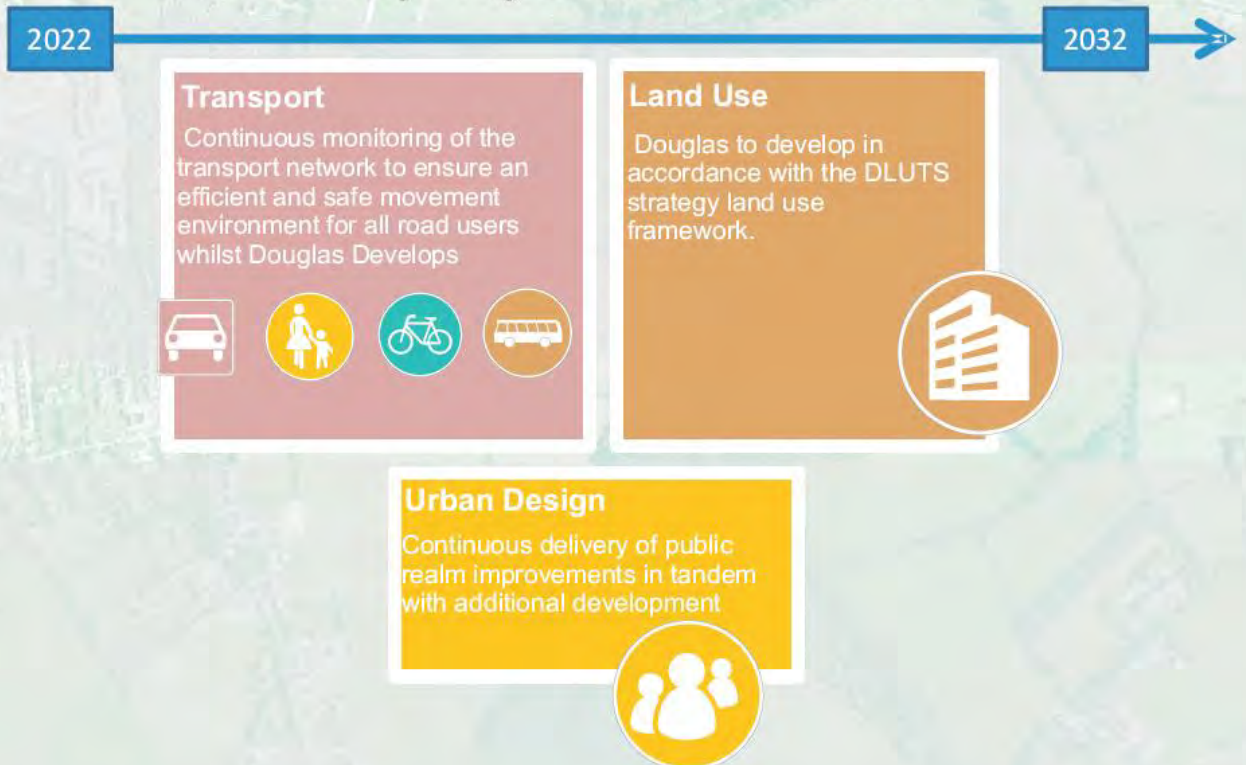 2022
2032
Transport
Continuous monitoring of the
transport network to ensure an
efficient and safe movement
environment for all road users
whilst Douglas Develops
Land Use
Douglas to develop in
accordance with the DLUTS
strategy land use
framework.
Urban Design
Continuous delivery of public
realm improvements in tandem
with additional development